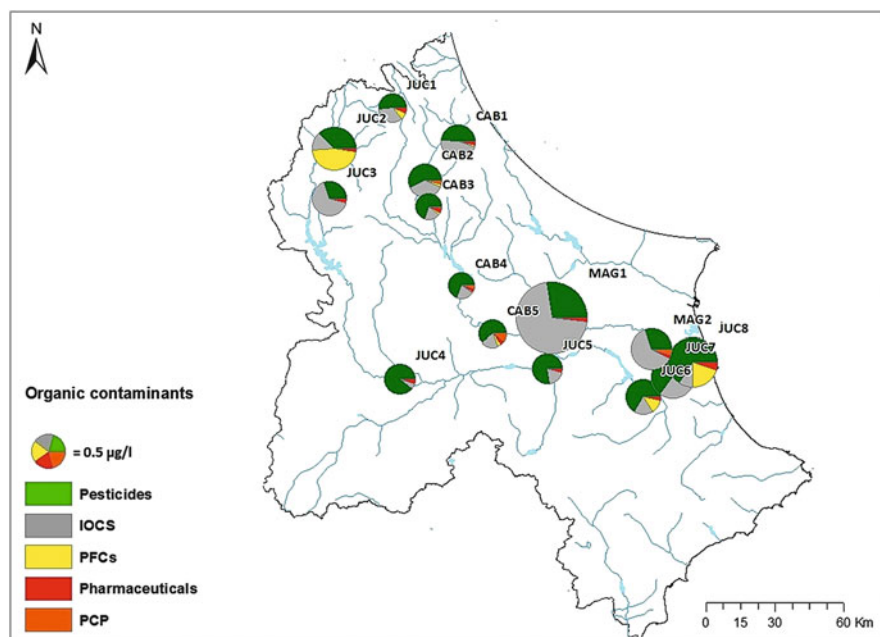 N
JUC1
JUC2
CAB1
CAB2
JUC3
CAB3
CAB4
MAG1
CAB5
MAG2
JUC8
JUC5
JUC7
JUC4
JUC6
Organic contaminants
= 0.5 µg/l
Pesticides
IOCS
PFCs
Pharmaceuticals
PCP
0 15 30 60 Km